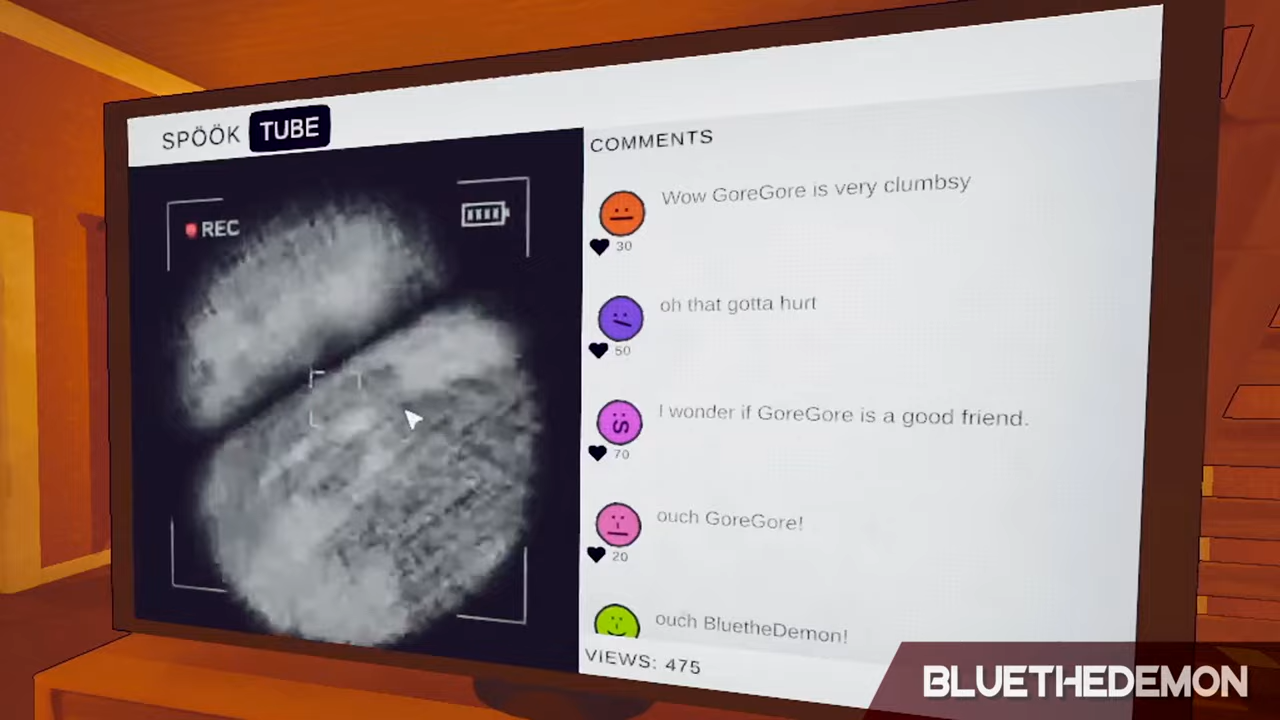 SPÖÖK TUBE
REC
COMMENTS
Wow GoreGore is very clumbsy
30
oh that gotta hurt
50
I wonder if GoreGore is a good friend.
70
ouch GoreGore!
20
ouch BluetheDemon!
VIEWS: 475
BLUETHEDEMON